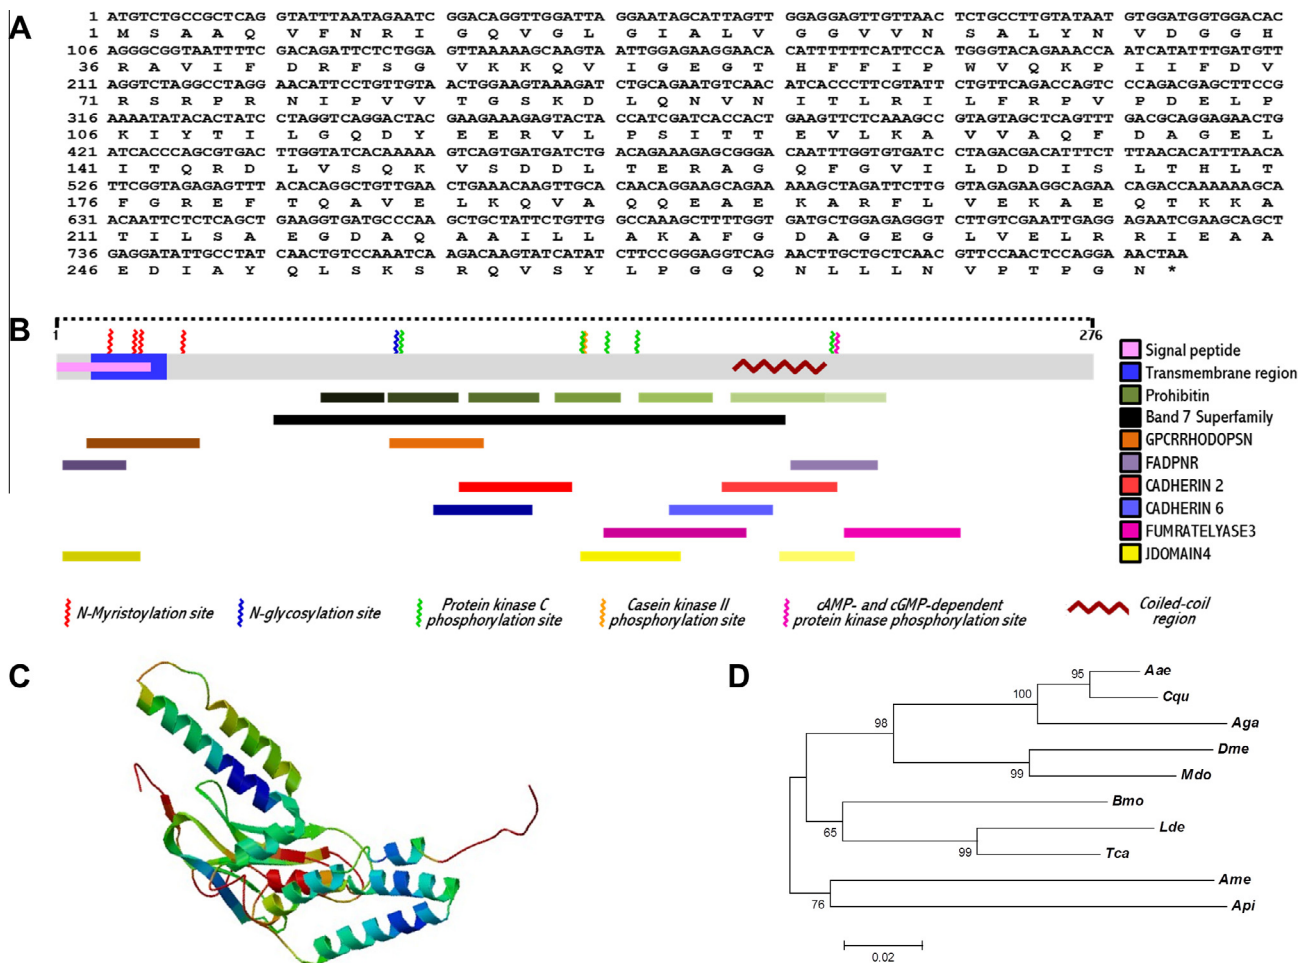 A
1 ATGTCTGCCGCTCAG GTATTTAATAGAATC GGACAGGTTGGATTA GGAATAGCATTAGTT GGAGGAGTTGTTAAC TCTGCCTTGTATAAT GTGGATGGTGGACAC
1 M S A A Q V F N R I G Q V G L G I A L V G G V V N S A L Y N V D G G H
106 AGGGCGGTAATTTTC GACAGATTCTCTGGA GTTAAAAAGCAAGTA ATTGGAGAAGGAACA CATTTTTTCATTCCA TGGGTACAGAAACCA ATCATATTTGATGTT
36 R A V I F D R F S G V K K Q V I G E G T H F F I P W V Q K P I I F D V
211 AGGTCTAGGCCTAGG AACATTCCTGTTGTA ACTGGAAGTAAAGAT CTGCAGAATGTCAAC ATCACCCTTCGTATT CTGTTCAGACCAGTC CCAGACGAGCTTCCG
71 R S R P R N I P V V T G S K D L Q N V N I T L R I L F R P V P D E L P
316 AAAATATACACTATC CTAGGTCAGGACTAC GAAGAAAGAGTACTA CCATCGATCACCACT GAAGTTCTCAAAGCC GTAGTAGCTCAGTTT GACGCAGGAGAACTG
106 K I Y T I L G Q D Y E E R V L P S I T T E V L K A V V A Q F D A G E L
421 ATCACCCAGCGTGAC TTGGTATCACAAAAA GTCAGTGATGATCTG ACAGAAAGAGCGGGA CAATTTGGTGTGATC CTAGACGACATTTCT TTAACACATTTAACA
141 I T Q R D L V S Q K V S D D L T E R A G Q F G V I L D D I S L T H L T
526 TTCGGTAGAGAGTTT ACACAGGCTGTTGAA CTGAAACAAGTTGCA CAACAGGAAGCAGAA AAAGCTAGATTCTTG GTAGAGAAGGCAGAA CAGACCAAAAAAGCA
176 F G R E F T Q A V E L K Q V A Q Q E A E K A R F L V E K A E Q T K K A
631 ACAATTCTCTCAGCT GAAGGTGATGCCCAA GCTGCTATTCTGTTG GCCAAAGCTTTTGGT GATGCTGGAGAGGGT CTTGTCGAATTGAGG AGAATCGAAGCAGCT
211 T I L S A E G D A Q A A I L L A K A F G D A G E G L V E L R R I E A A
736 GAGGATATTGCCTAT CAACTGTCCAAATCA AGACAAGTATCATAT CTTCCGGGAGGTCAG AACTTGCTGCTCAAC GTTCCAACTCCAGGA AACTAA
246 E D I A Y Q L S K S R Q V S Y L P G G Q N L L L N V P T P G N *
B
1
276
Signal peptide
Transmembrane region
Prohibitin
Band 7 Superfamily
GPCRRHODOPSN
FADPNR
CADHERIN 2
CADHERIN 6
FUMRATELYASE3
JDOMAIN4
N-Myristoylation site
N-glycosylation site
Protein kinase C
phosphorylation site
Casein kinase II
phosphorylation site
cAMP- and cGMP-dependent
protein kinase phosphorylation site
Coiled-coil
region
C
D
95
Aae
100
Cqu
98
Aga
Dme
99
Mdo
Bmo
65
Lde
99
Tca
Ame
76
Api
0.02